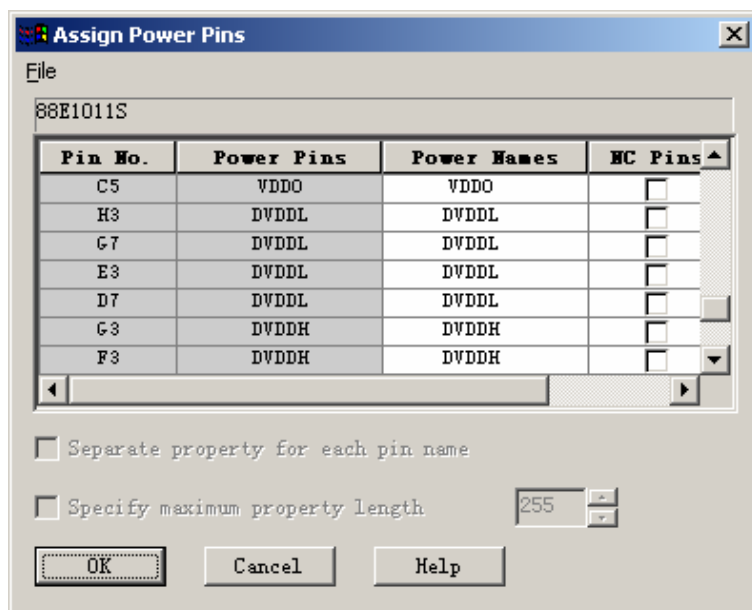 Assign Power Pins
File
88E1011S
Pin No. Power Pins Power Names NC Pins
C5 VDDO VDDO
H3 DVDDL DVDDL
G7 DVDDL DVDDL
E3 DVDDL DVDDL
D7 DVDDL DVDDL
G3 DVDDH DVDDH
F3 DVDDH DVDDH
Separate property for each pin name
Specify maximum property length 255
OK Cancel Help